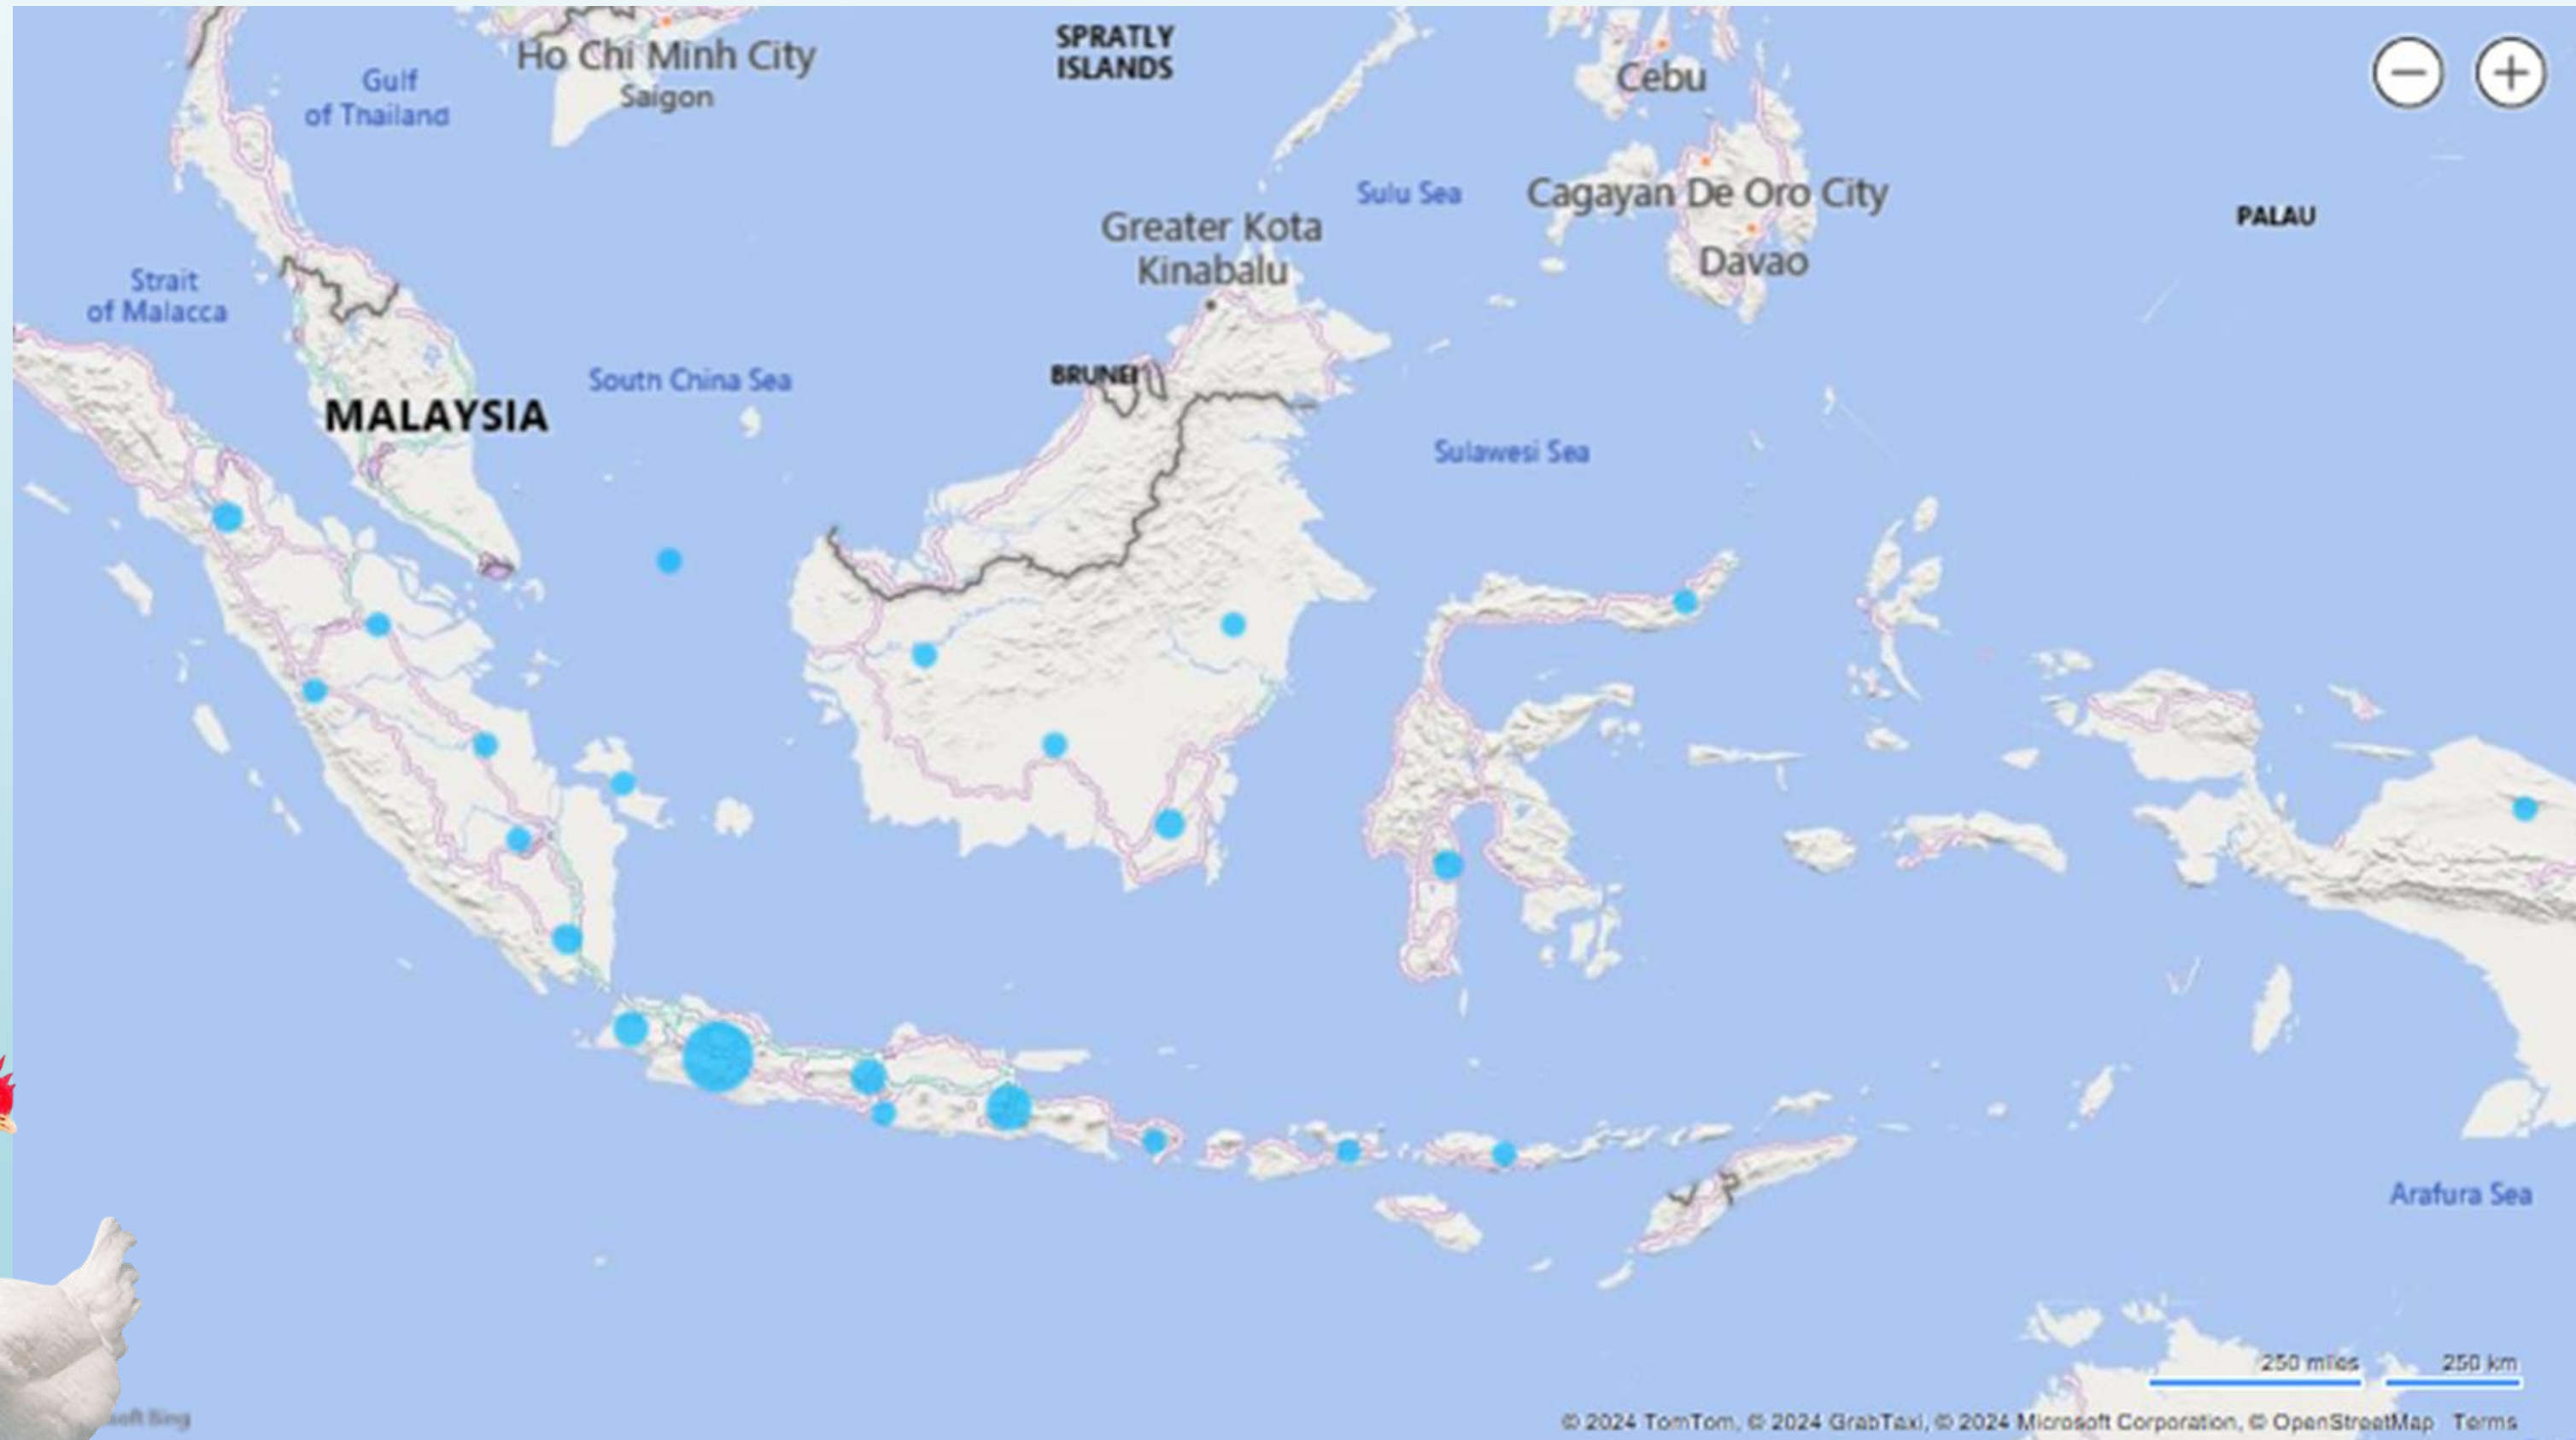 Ho Chi Minh City
Saigon
SPRATLY
ISLANDS
Cebu
Gulf
of Thailand
Sulu Sea
Cagayan De Oro City
PALAU
Greater Kota
Kinabalu
Davao
Strait
of Malacca
South China Sea
BRUNEI
MALAYSIA
Sulawesi Sea
Arafura Sea
250 miles
250 km
soft Bing
© 2024 TomTom, © 2024 GrabTaxi, © 2024 Microsoft Corporation, © OpenStreetMap Terms